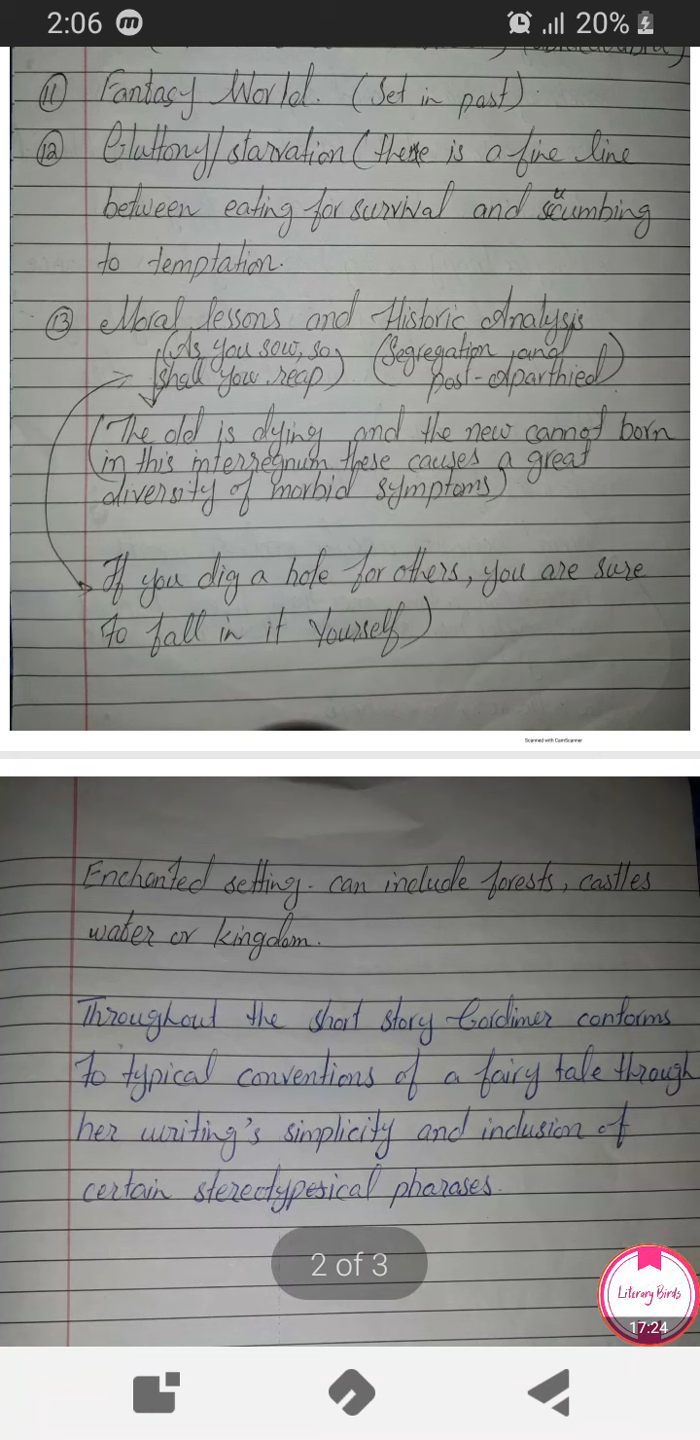 2:06 m 20%
(11) Fantasy World. (Set in past)
(12) Gluttony/starvation (there is a fine line
between eating for survival and scumbing
to temptation.
(13) Moral lessons and Historic Analysis
(As you sow, so (Segregation and
shall you reap) post-Aparthied)
(The old is dying and the new cannot born
in this interregnum these causes a great
diversity of morbid symptoms)
If you dig a hole for others, you are sure
to fall in it Yourself)
Scanned with CamScanner
Enchanted setting. can include forests, castles
water or kingdom.
Throughout the short story Gordimer conforms
to typical conventions of a fairy tale through
her writing's simplicity and inclusion of
certain pharases.
2 of 3
Literary Birds
17:24